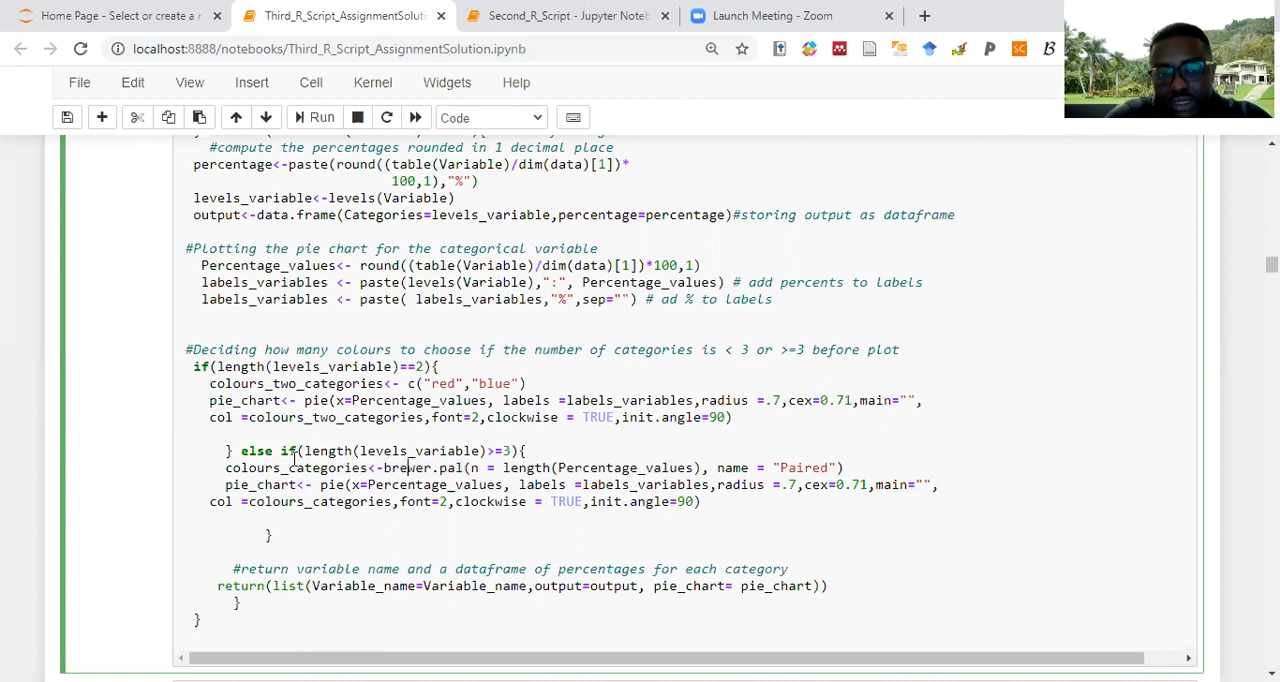 Home Page - Select or create a n
Third_R_Script_AssignmentSolutio
Second_R_Script - Jupyter Noteb
Launch Meeting - Zoom
localhost:8888/notebooks/Third_R_Script_AssignmentSolution.ipynb
File Edit View Insert Cell Kernel Widgets Help
Run Code
#compute the percentages rounded in 1 decimal place
percentage<-paste(round((table(Variable)/dim(data)[1])*
100,1),"%")
levels_variable<-levels(Variable)
output<-data.frame(Categories=levels_variable,percentage=percentage)#storing output as dataframe
#Plotting the pie chart for the categorical variable
Percentage_values<- round((table(Variable)/dim(data)[1])*100,1)
labels_variables <- paste(levels(Variable),":", Percentage_values) # add percents to labels
labels_variables <- paste( labels_variables,"%",sep="") # ad % to labels
#Deciding how many colours to choose if the number of categories is < 3 or >=3 before plot
if(length(levels_variable)==2){
colours_two_categories<- c("red","blue")
pie_chart<- pie(x=Percentage_values, labels =labels_variables,radius =.7,cex=0.71,main="",
col =colours_two_categories,font=2,clockwise = TRUE,init.angle=90)
} else if(length(levels_variable)>=3){
colours_categories<-brewer.pal(n = length(Percentage_values), name = "Paired")
pie_chart<- pie(x=Percentage_values, labels =labels_variables,radius =.7,cex=0.71,main="",
col =colours_categories,font=2,clockwise = TRUE,init.angle=90)
}
#return variable name and a dataframe of percentages for each category
return(list(Variable_name=Variable_name,output=output, pie_chart= pie_chart))
}
}